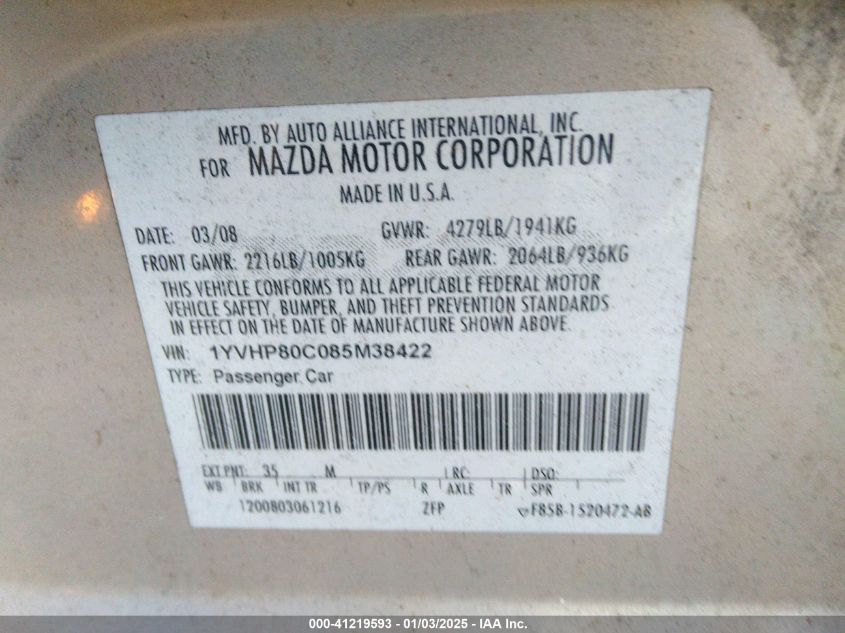 MFD. BY AUTO ALLIANCE INTERNATIONAL, INC.
FOR MAZDA MOTOR CORPORATION
MADE IN U.S.A.
DATE: 03/08 GVWR: 4279LB/1941KG
FRONT GAWR: 2216LB/1005KG REAR GAWR: 2064LB/936KG
THIS VEHICLE CONFORMS TO ALL APPLICABLE FEDERAL MOTOR
VEHICLE SAFETY, BUMPER, AND THEFT PREVENTION STANDARDS
IN EFFECT ON THE DATE OF MANUFACTURE SHOWN ABOVE.
VIN: 1YVHP80C085M38422
TYPE: Passenger Car
EXT PNT: 35 M RC: DSO:
WB BRK INT TR TP/PS R AXLE TR SPR
1200803061216 ZFP F85B-1520472-AB
000-41219593 - 01/03/2025 - IAA Inc.